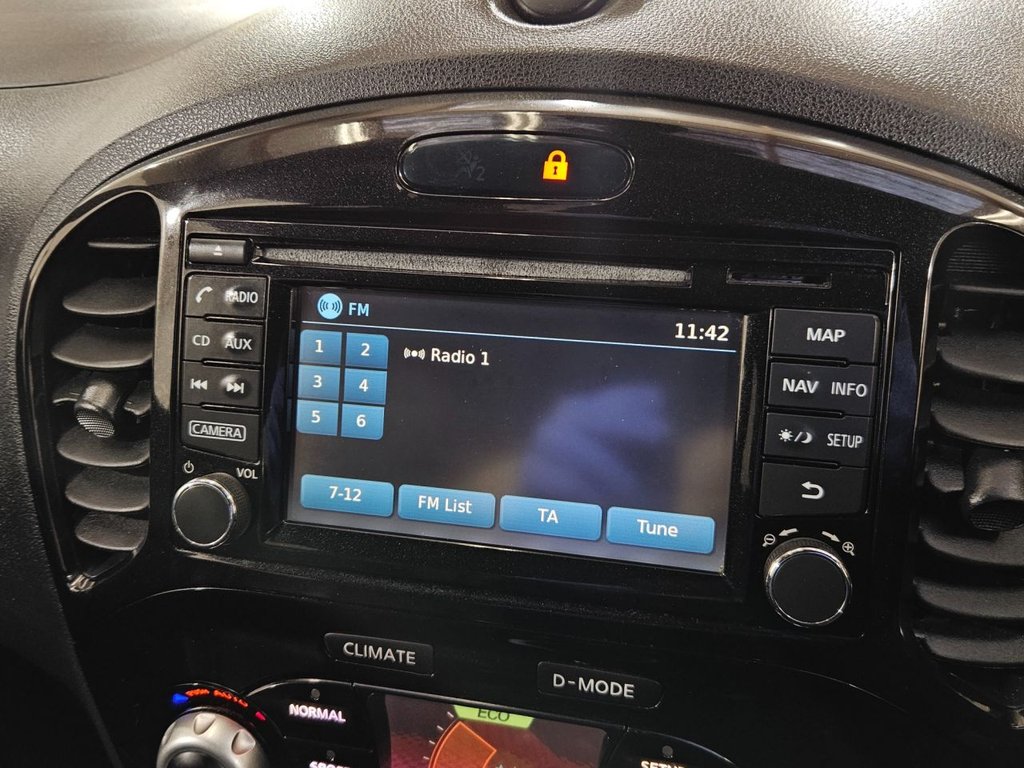 FM
11:42
RADIO
CD AUX
CAMERA
VOL
1 2
3 4
5 6
Radio 1
7-12
FM List
TA
Tune
MAP
NAV INFO
SETUP
CLIMATE
D-MODE
AUTO
NORMAL
ECO